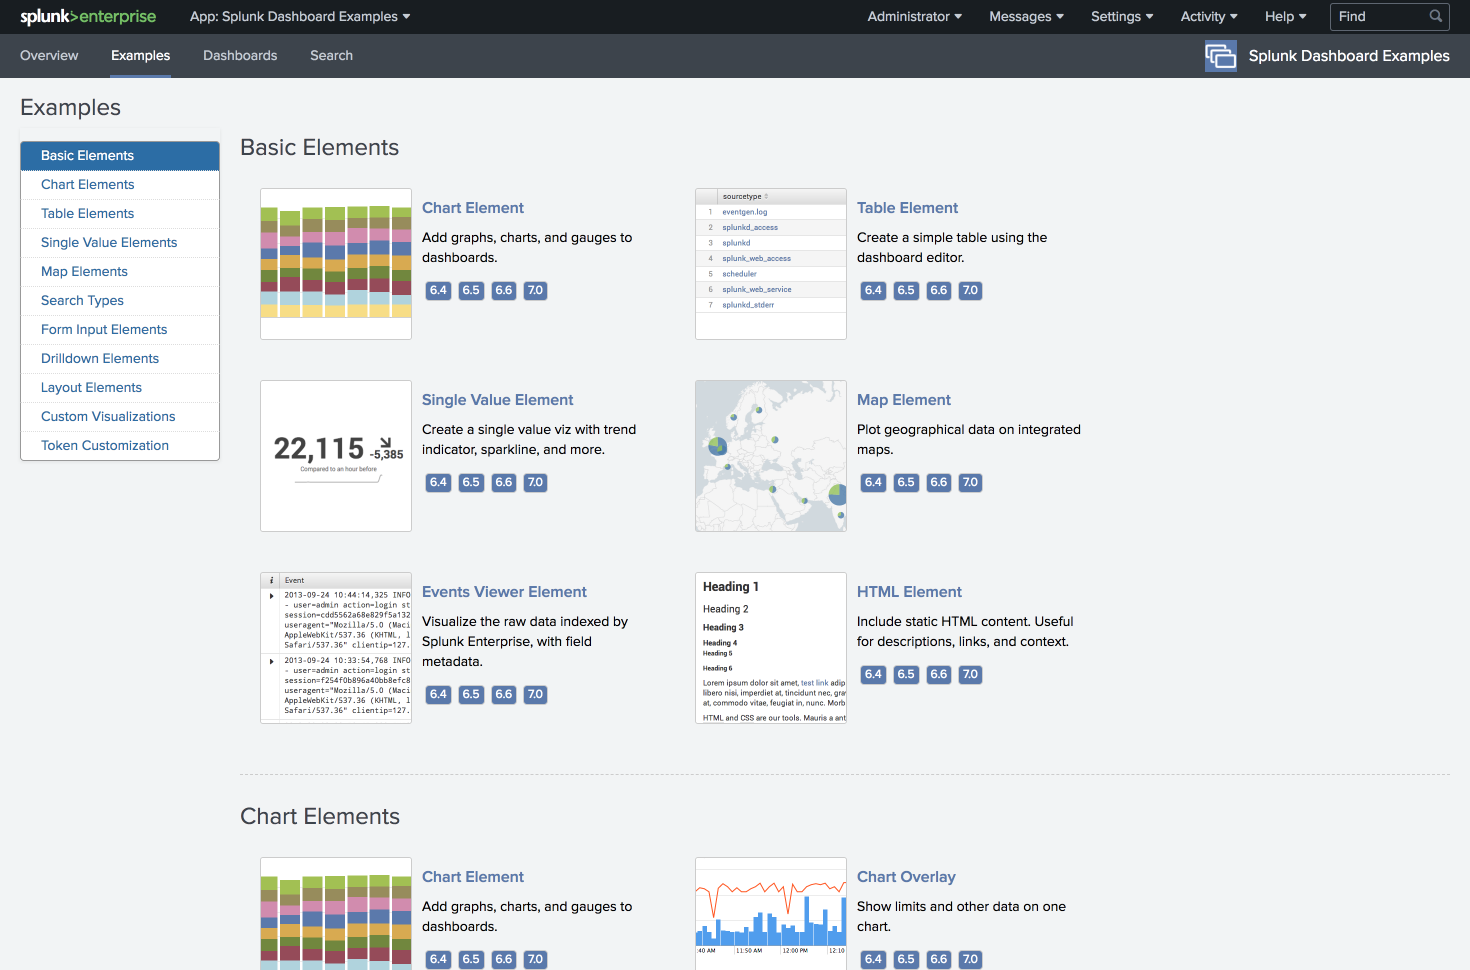 splunk>enterprise App: Splunk Dashboard Examples Administrator Messages Settings Activity Help Find
Overview Examples Dashboards Search Splunk Dashboard Examples
Examples
Basic Elements
Chart Elements
Table Elements
Single Value Elements
Map Elements
Search Types
Form Input Elements
Drilldown Elements
Layout Elements
Custom Visualizations
Token Customization
Basic Elements
Chart Element
Add graphs, charts, and gauges to
dashboards.
6.4 6.5 6.6 7.0
sourcetype
1 eventgen.log
2 splunkd_access
3 splunkd
4 splunk_web_access
5 scheduler
6 splunk_web_service
7 splunkd_stderr
Table Element
Create a simple table using the
dashboard editor.
6.4 6.5 6.6 7.0
22,115 -5,385
Compared to an hour before
Single Value Element
Create a single value viz with trend
indicator, sparkline, and more.
6.4 6.5 6.6 7.0
Map Element
Plot geographical data on integrated
maps.
6.4 6.5 6.6 7.0
i Event
2013-09-24 10:44:14,325 INFO
- user=admin action=login st
session=cdd5562a68e829f5a132
useragent="Mozilla/5.0 (Maci
AppleWebKit/537.36 (KHTML, l
Safari/537.36" clientip=127.
2013-09-24 10:33:54,768 INFO
- user=admin action=login st
session=f254f0b896a40bb8efc8
useragent="Mozilla/5.0 (Maci
AppleWebKit/537.36 (KHTML, l
Safari/537.36" clientip=127.
Events Viewer Element
Visualize the raw data indexed by
Splunk Enterprise, with field
metadata.
6.4 6.5 6.6 7.0
Heading 1
Heading 2
Heading 3
Heading 4
Heading 5
Heading 6
Lorem ipsum dolor sit amet, test link adip
libero nisi, imperdiet at, tincidunt nec, grav
at, commodo vitae, feugiat in, nunc. Morb
HTML and CSS are our tools. Mauris a ant
HTML Element
Include static HTML content. Useful
for descriptions, links, and context.
6.4 6.5 6.6 7.0
Chart Elements
Chart Element
Add graphs, charts, and gauges to
dashboards.
6.4 6.5 6.6 7.0
:40 AM 11:50 AM 12:00 PM 12:10
Chart Overlay
Show limits and other data on one
chart.
6.4 6.5 6.6 7.0